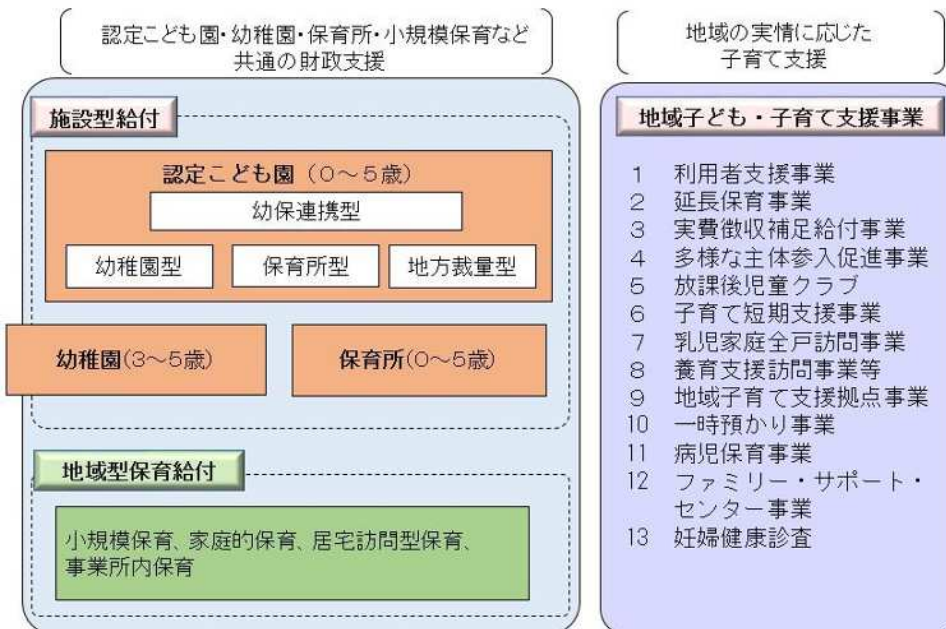 認定こども園・幼稚園・保育所・小規模保育など
共通の財政支援
施設型給付
認定こども園（０～５歳）
幼保連携型
幼稚園型
保育所型
地方裁量型
幼稚園(3～５歳)
保育所(０～５歳)
地域型保育給付
小規模保育、家庭的保育、居宅訪問型保育、
事業所内保育
地域の実情に応じた
子育て支援
地域子ども・子育て支援事業
1 利用者支援事業
2 延長保育事業
3 実費徴収補足給付事業
4 多様な主体参入促進事業
5 放課後児童クラブ
6 子育て短期支援事業
7 乳児家庭全戸訪問事業
8 養育支援訪問事業等
9 地域子育て支援拠点事業
10 一時預かり事業
11 病児保育事業
12 ファミリー・サポート・
センター事業
13 妊婦健康診査